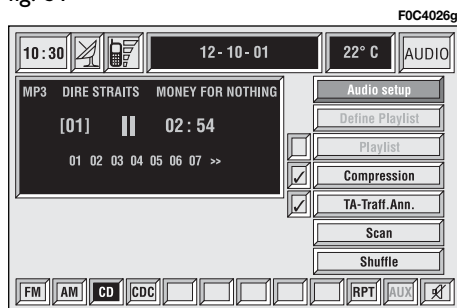 F0C4026g
10:30 12-10-01 22° C AUDIO
MP3 DIRE STRAITS MONEY FOR NOTHING
[01] 02:54
01 02 03 04 05 06 07 >>
Audio setup
Define Playlist
Playlist
Compression
TA-Traff.Ann.
Scan
Shuffle
FM AM CD CDC RPT AUX